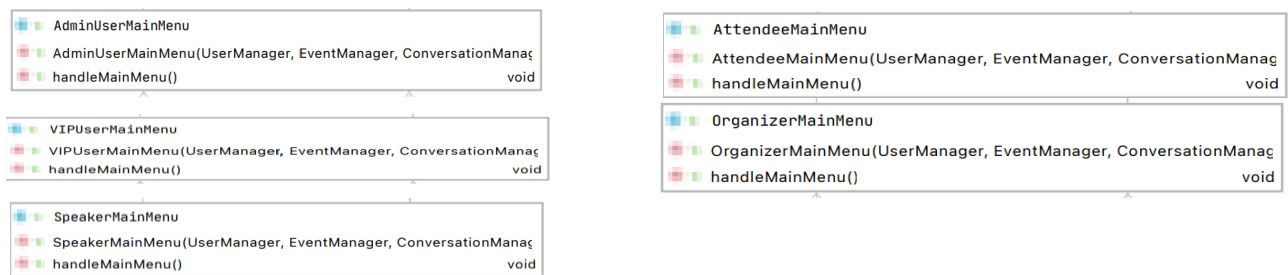 AdminUserMainMenu
AdminUserMainMenu(UserManager, EventManager, ConversationManag
handleMainMenu() void
VIPUserMainMenu
VIPUserMainMenu(UserManager, EventManager, ConversationManag
handleMainMenu() void
SpeakerMainMenu
SpeakerMainMenu(UserManager, EventManager, ConversationManag
handleMainMenu() void
AttendeeMainMenu
AttendeeMainMenu(UserManager, EventManager, ConversationManag
handleMainMenu() void
OrganizerMainMenu
OrganizerMainMenu(UserManager, EventManager, ConversationManag
handleMainMenu() void